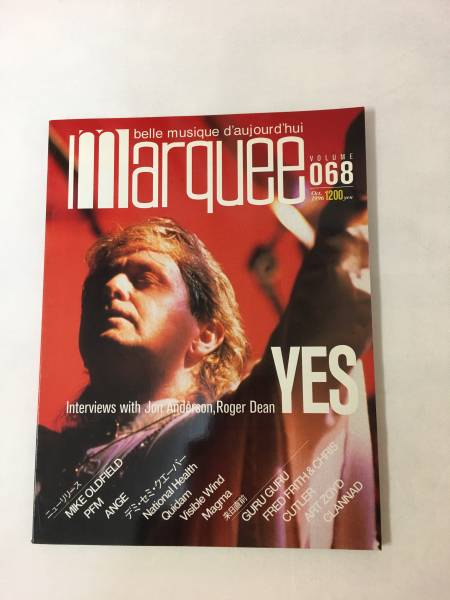 belle musique d'aujourd'hui
marquee
VOLUME
068
Oct. 1996 1200yen
YES
Interviews with Jon Anderson, Roger Dean
ニューリリース
MIKE OLDFIELD
PFM
ANGE
デミ・セミ・クエーバー
National Health
Quidam
Visible Wind
Magma
来日直前
GURU GURU
FRED FRITH & CHRIS
CUTLER
ART ZOYD
CLANNAD